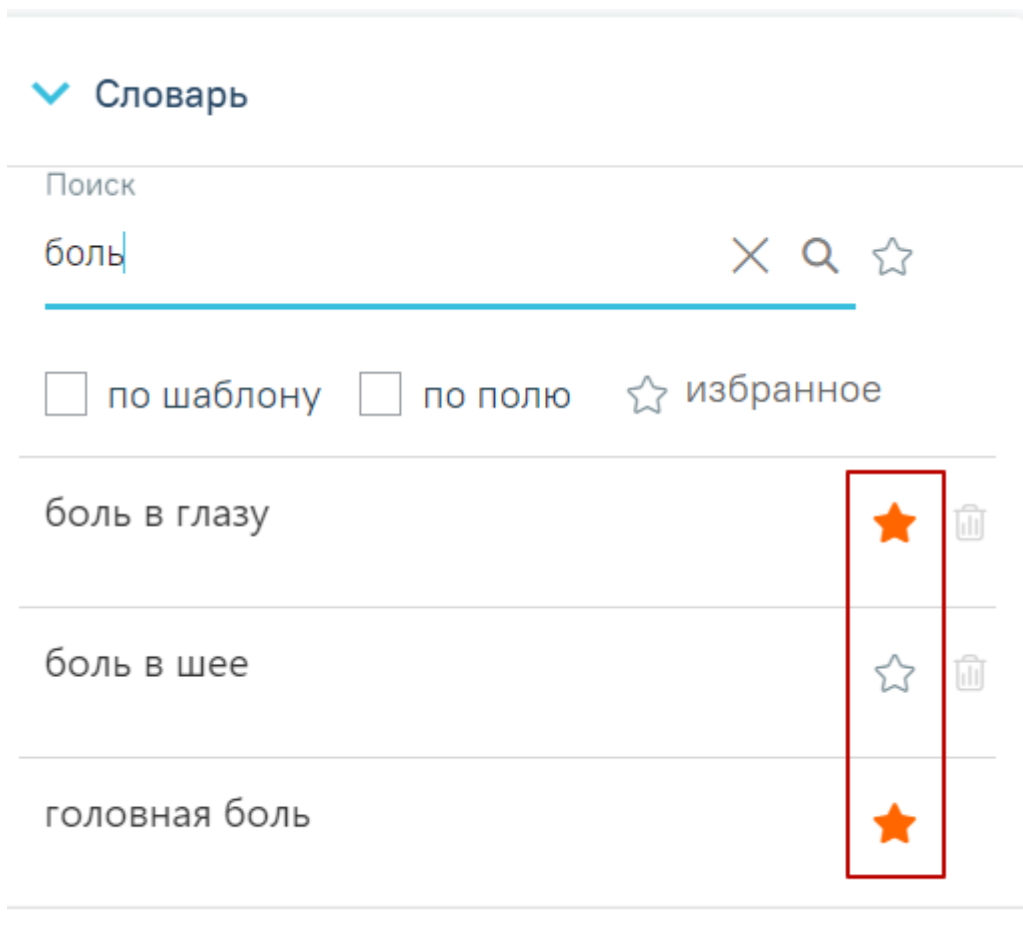 Словарь
Поиск
боль
по шаблону по полю избранное
боль в глазу
боль в шее
головная боль